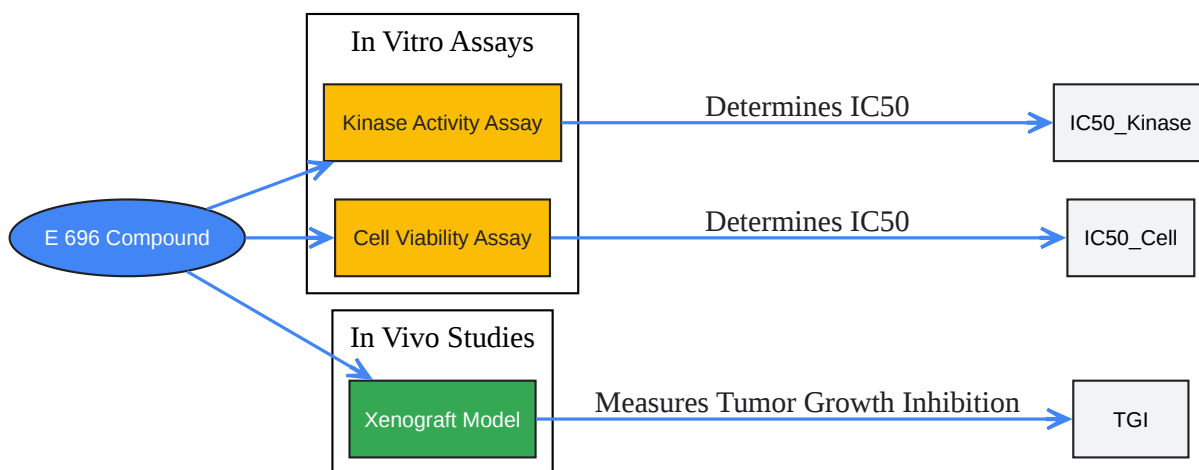 In Vitro Assays
Kinase Activity Assay
Determines IC50
IC50_Kinase
E 696 Compound
Cell Viability Assay
Determines IC50
IC50_Cell
In Vivo Studies
Xenograft Model
Measures Tumor Growth Inhibition
TGI